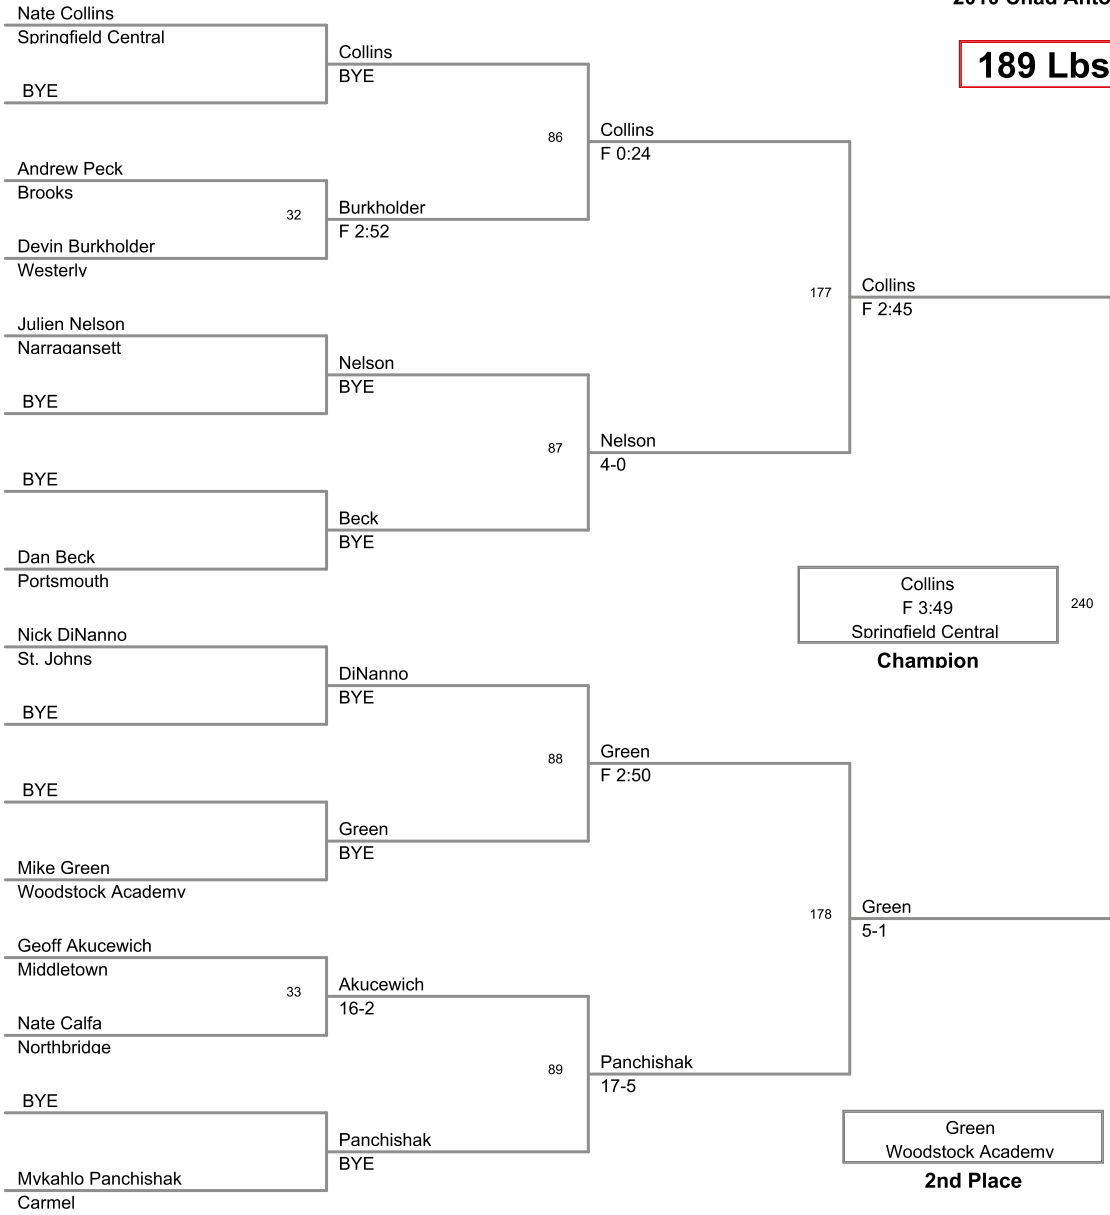 2010 Chad Anto
189 Lbs
Nate Collins
Springfield Central
BYE
Collins
BYE
86
Collins
F 0:24
Andrew Peck
Brooks
32
Burkholder
F 2:52
Devin Burkholder
Westerly
177
Collins
F 2:45
Julien Nelson
Narragansett
Nelson
BYE
BYE
87
Nelson
4-0
BYE
Beck
BYE
Dan Beck
Portsmouth
Collins
F 3:49
Springfield Central
Champion
240
Nick DiNanno
St. Johns
DiNanno
BYE
BYE
88
Green
F 2:50
BYE
Green
BYE
Mike Green
Woodstock Academy
178
Green
5-1
Geoff Akucewich
Middletown
33
Akucewich
16-2
Nate Calfa
Northbridge
89
Panchishak
17-5
BYE
Panchishak
BYE
Mykahlo Panchishak
Carmel
Green
Woodstock Academy
2nd Place